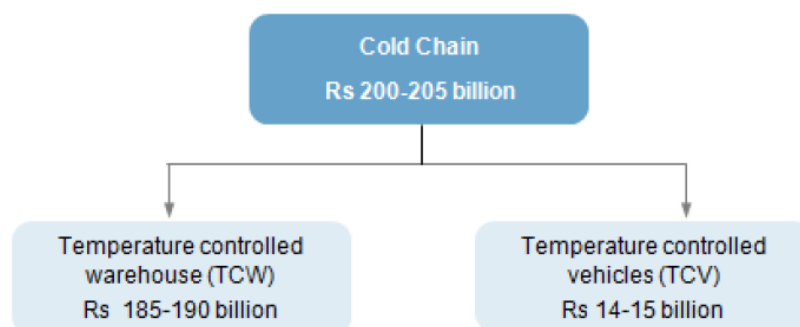 Cold Chain
Rs 200-205 billion
Temperature controlled
warehouse (TCW)
Rs 185-190 billion
Temperature controlled
vehicles (TCV)
Rs 14-15 billion